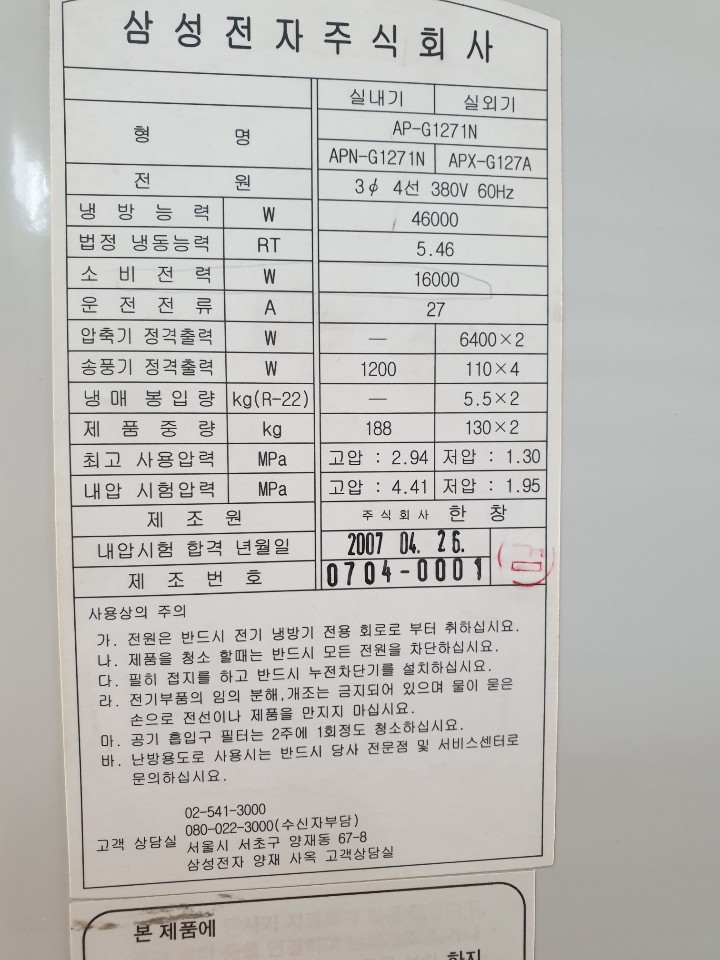 삼성전자주식회사
실내기 실외기
형 명 AP-G1271N
APN-G1271N APX-G127A
전 원 3φ 4선 380V 60Hz
냉 방 능 력 W 46000
법정 냉동능력 RT 5.46
소 비 전 력 W 16000
운 전 전 류 A 27
압축기 정격출력 W — 6400×2
송풍기 정격출력 W 1200 110×4
냉 매 봉 입 량 kg(R-22) — 5.5×2
제 품 중 량 kg 188 130×2
최고 사용압력 MPa 고압 : 2.94 저압 : 1.30
내압 시험압력 MPa 고압 : 4.41 저압 : 1.95
제 조 원 주식회사 한 창
내압시험 합격 년월일 2007 04. 26.
제 조 번 호 0704-0001
사용상의 주의
가. 전원은 반드시 전기 냉방기 전용 회로로 부터 취하십시요.
나. 제품을 청소 할때는 반드시 모든 전원을 차단하십시요.
다. 필히 접지를 하고 반드시 누전차단기를 설치하십시요.
라. 전기부품의 임의 분해,개조는 금지되어 있으며 물이 묻은
손으로 전선이나 제품을 만지지 마십시요.
마. 공기 흡입구 필터는 2주에 1회정도 청소하십시요.
바. 난방용도로 사용시는 반드시 당사 전문점 및 서비스센터로
문의하십시요.
02-541-3000
080-022-3000(수신자부담)
고객 상담실 서울시 서초구 양재동 67-8
삼성전자 양재 사옥 고객상담실
본 제품에
하지